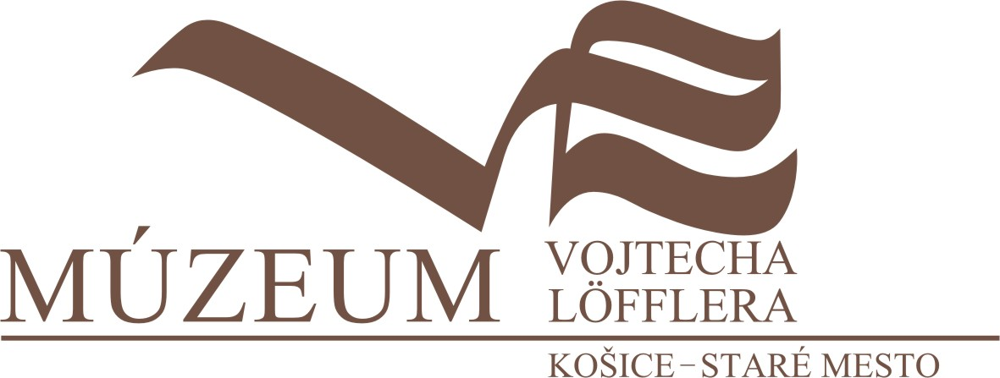 MÚZEUM
VOJTECHA
LÖFFLERA
KOŠICE – STARÉ MESTO